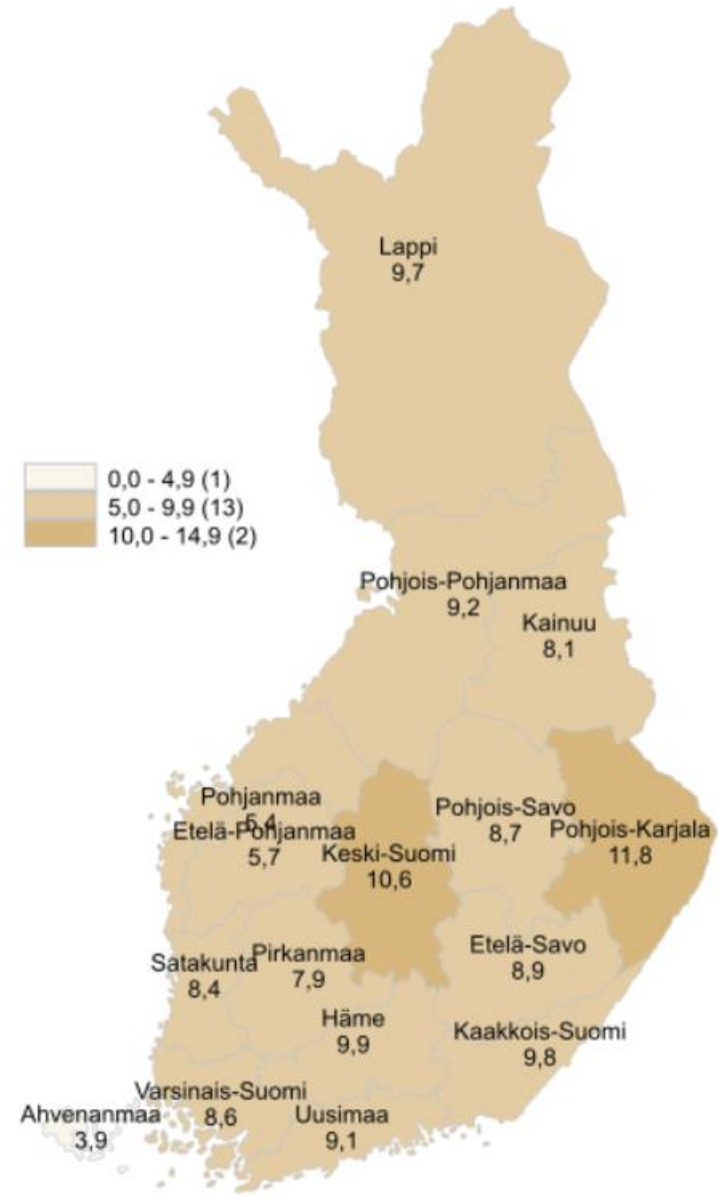 Lappi
9,7
0,0 - 4,9 (1)
5,0 - 9,9 (13)
10,0 - 14,9 (2)
Pohjois-Pohjanmaa
9,2
Kainuu
8,1
Pohjanmaa
5,4
Etelä-Pohjanmaa
5,7
Keski-Suomi
10,6
Pohjois-Savo
8,7
Pohjois-Karjala
11,8
Satakunta
8,4
Pirkanmaa
7,9
Etelä-Savo
8,9
Häme
9,9
Kaakkois-Suomi
9,8
Ahvenanmaa
3,9
Varsinais-Suomi
8,6
Uusimaa
9,1